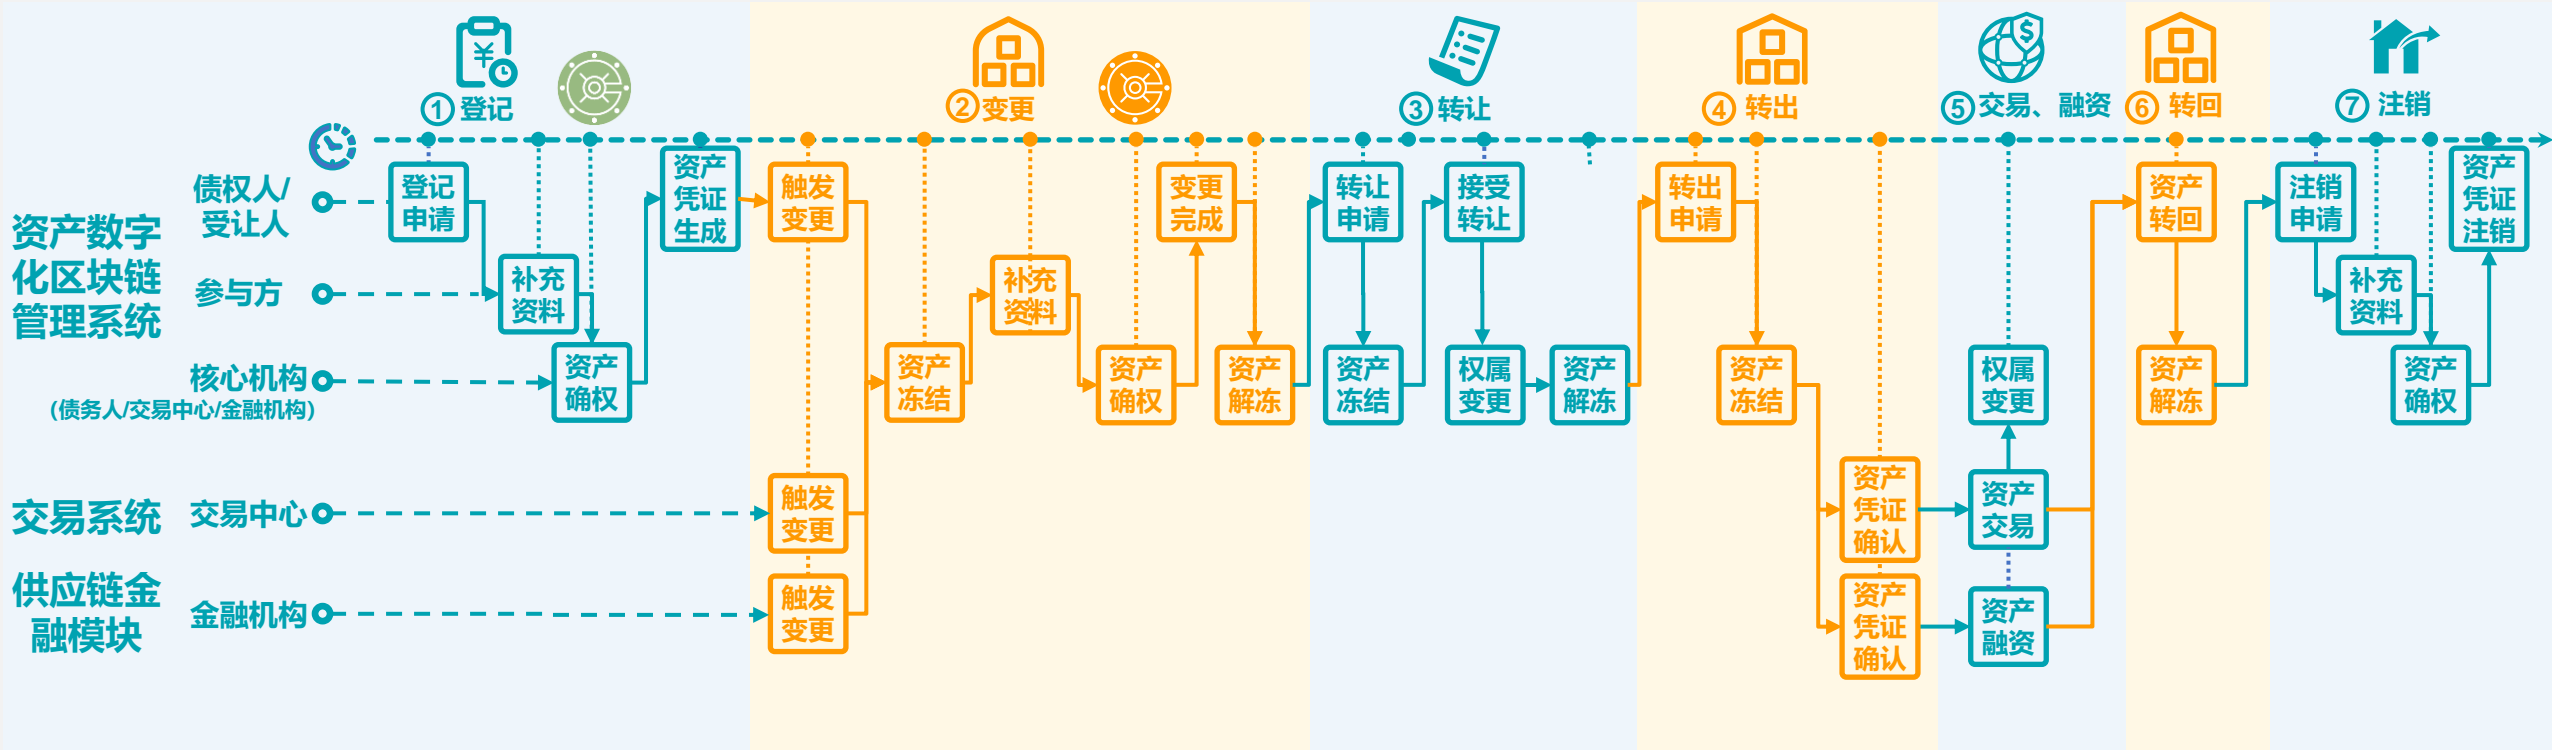 ① 登记
② 变更
③ 转让
④ 转出
⑤ 交易、融资
⑥ 转回
⑦ 注销
资产数字
化区块链
管理系统
债权人/
受让人
参与方
核心机构
(债务人/交易中心/金融机构)
交易系统
交易中心
供应链金
融模块
金融机构
登记
申请
补充
资料
资产
确权
资产
凭证
生成
触发
变更
触发
变更
触发
变更
资产
冻结
补充
资料
资产
确权
变更
完成
资产
解冻
转让
申请
资产
冻结
接受
转让
权属
变更
资产
解冻
转出
申请
资产
冻结
资产
凭证
确认
资产
凭证
确认
权属
变更
资产
交易
资产
融资
资产
转回
资产
解冻
注销
申请
补充
资料
资产
确权
资产
凭证
注销